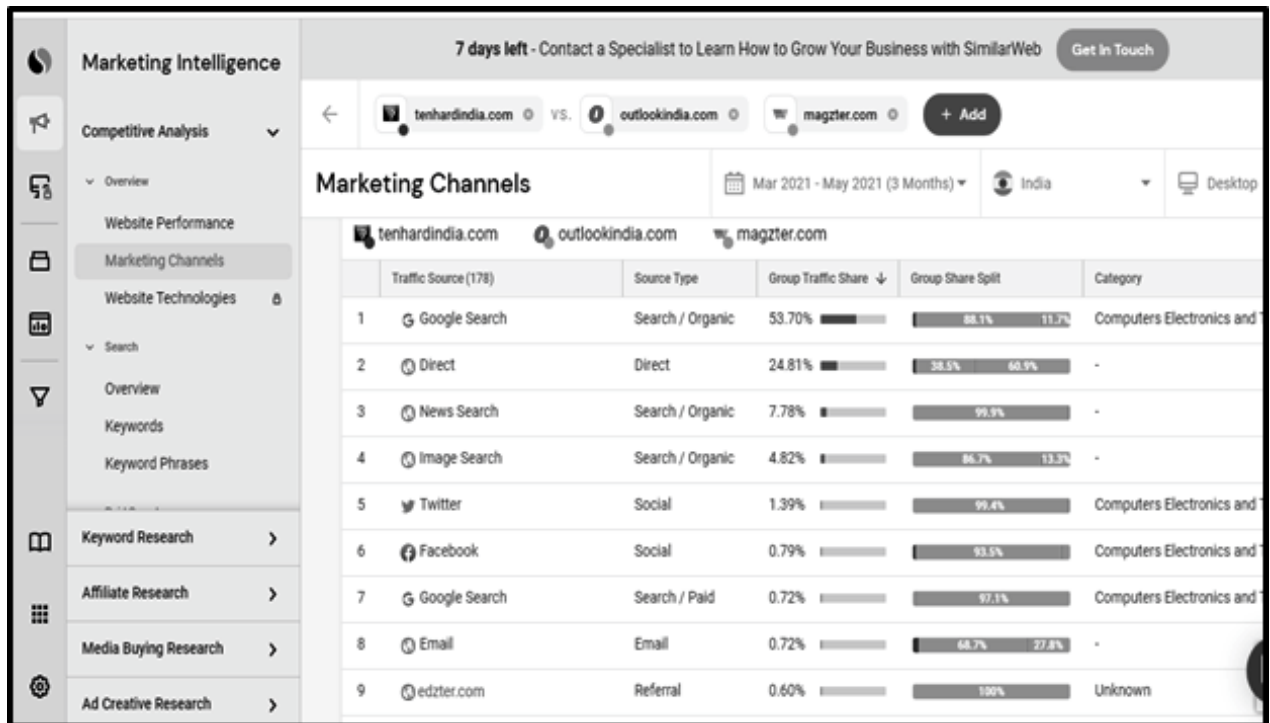 Marketing Intelligence
7 days left - Contact a Specialist to Learn How to Grow Your Business with SimilarWeb
Get In Touch
tenhardindia.com
VS.
outlookindia.com
magzter.com
+ Add
Competitive Analysis
Overview
Website Performance
Marketing Channels
Website Technologies
Search
Overview
Keywords
Keyword Phrases
Keyword Research
Affiliate Research
Media Buying Research
Ad Creative Research
Marketing Channels
Mar 2021 - May 2021 (3 Months)
India
Desktop
tenhardindia.com outlookindia.com magzter.com
Traffic Source (178) Source Type Group Traffic Share ↓ Group Share Split Category
1 Google Search Search / Organic 53.70% 88.1% 11.7% Computers Electronics and
2 Direct Direct 24.81% 38.5% 60.9% -
3 News Search Search / Organic 7.78% 99.9% -
4 Image Search Search / Organic 4.82% 86.7% 13.3% -
5 Twitter Social 1.39% 99.4% Computers Electronics and
6 Facebook Social 0.79% 93.5% Computers Electronics and
7 Google Search Search / Paid 0.72% 97.1% Computers Electronics and
8 Email Email 0.72% 68.7% 27.8% -
9 edzter.com Referral 0.60% 100% Unknown